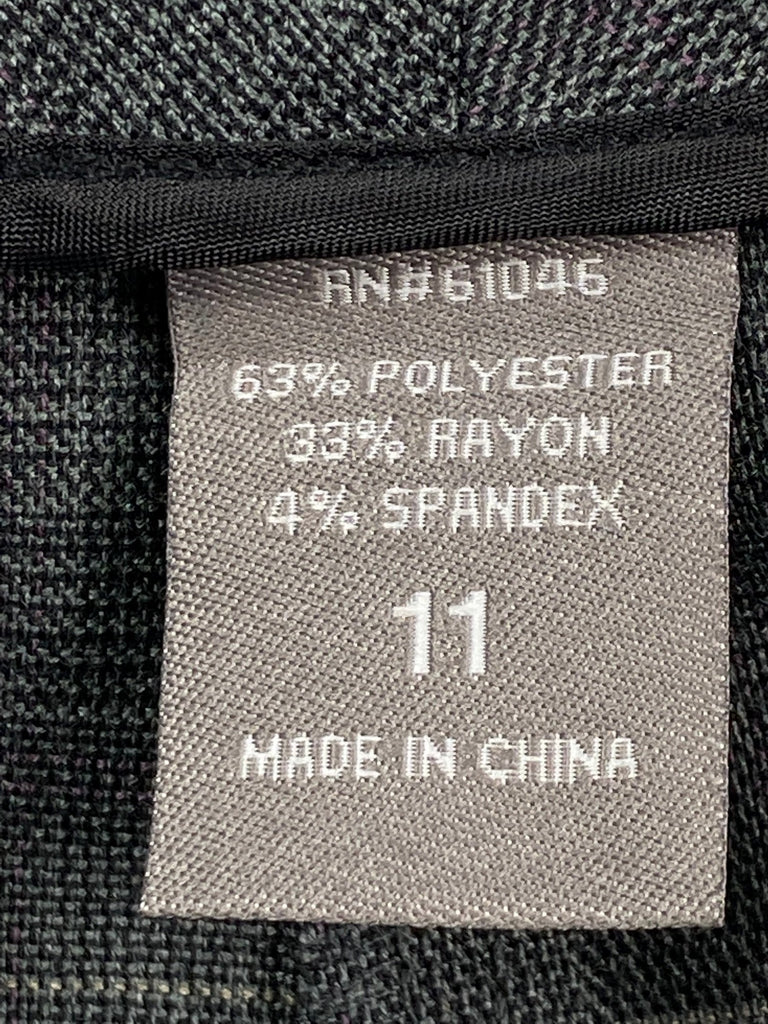 RN#61046
63% POLYESTER
33% RAYON
4% SPANDEX
11
MADE IN CHINA